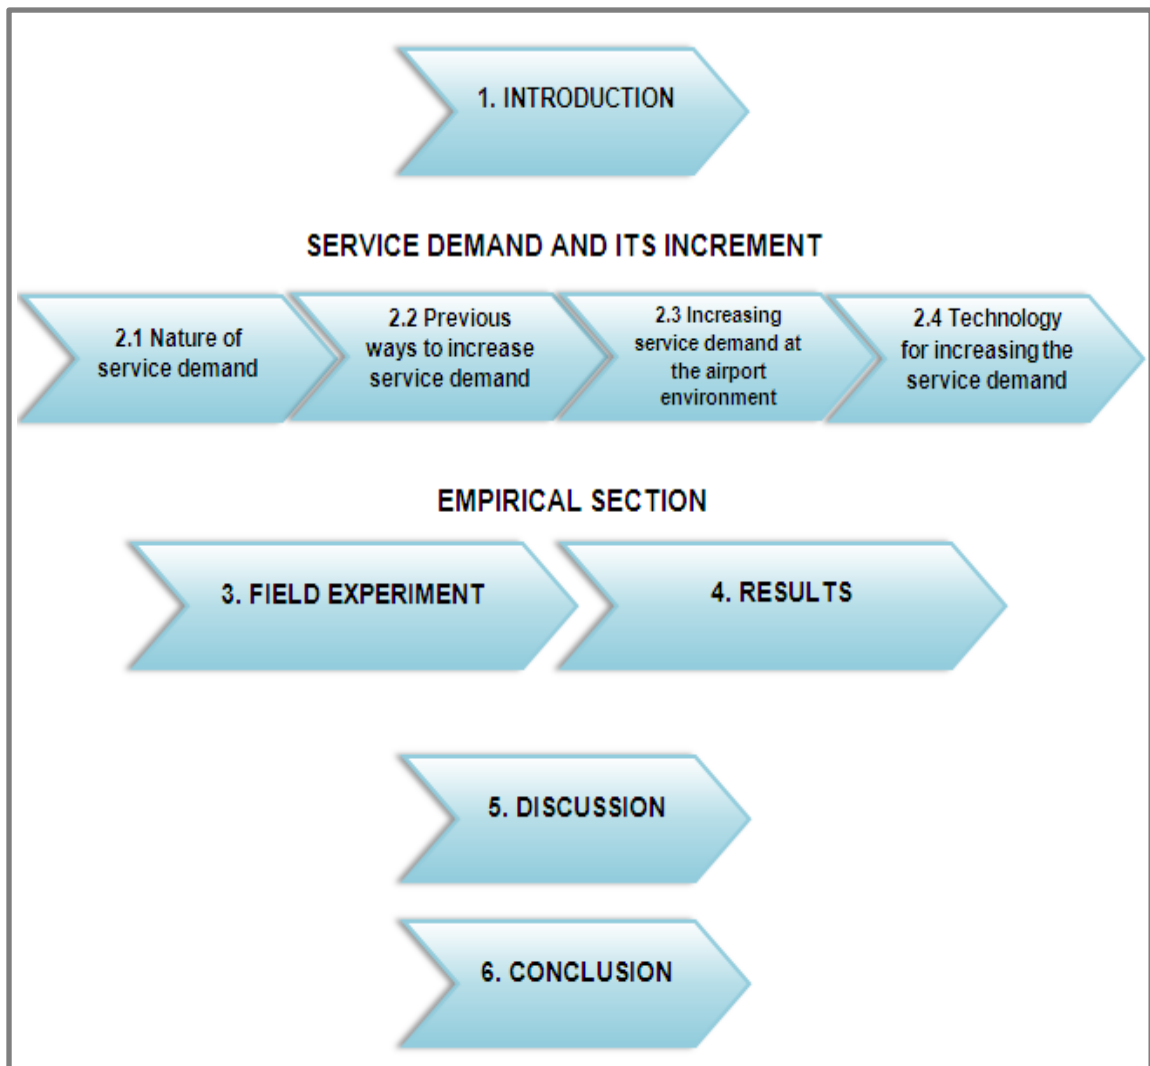 1. INTRODUCTION
SERVICE DEMAND AND ITS INCREMENT
2.1 Nature of
service demand
2.2 Previous
ways to increase
service demand
2.3 Increasing
service demand at
the airport
environment
2.4 Technology
for increasing the
service demand
EMPIRICAL SECTION
3. FIELD EXPERIMENT
4. RESULTS
5. DISCUSSION
6. CONCLUSION